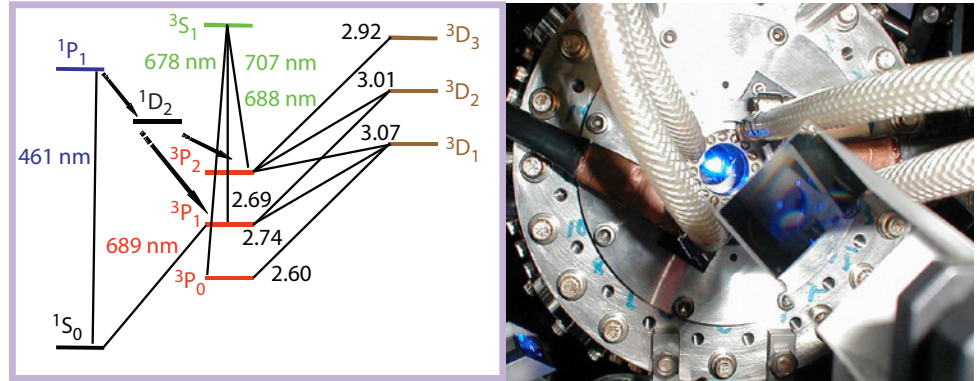 ³S₁
2.92
³D₃
¹P₁
678 nm
707 nm
688 nm
3.01
³D₂
¹D₂
3.07
³D₁
461 nm
³P₂
2.69
³P₁
2.74
689 nm
³P₀
2.60
¹S₀
10